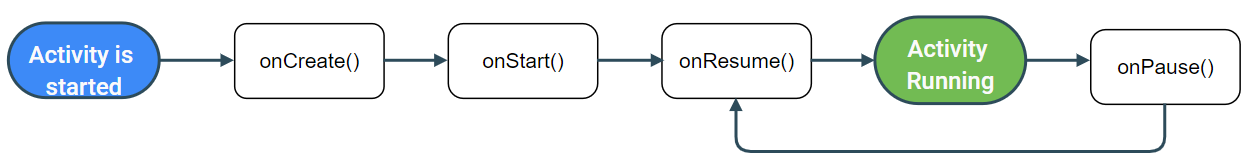 Activity is
started
onCreate()
onStart()
onResume()
Activity
Running
onPause()